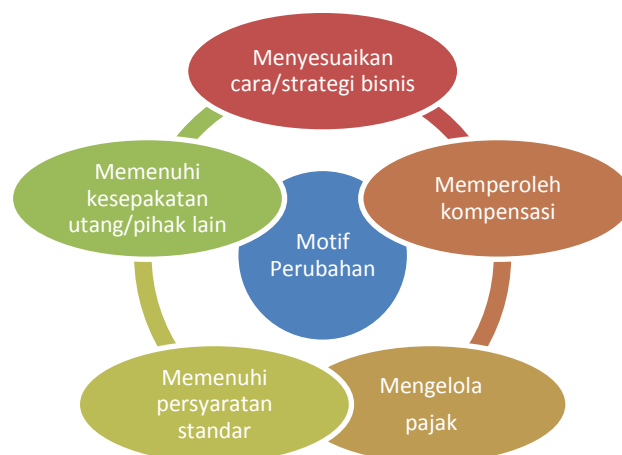 Menyesuaikan
cara/strategi bisnis
Memperoleh
kompensasi
Mengelola
pajak
Memenuhi
persyaratan
standar
Memenuhi
kesepakatan
utang/pihak lain
Motif
Perubahan